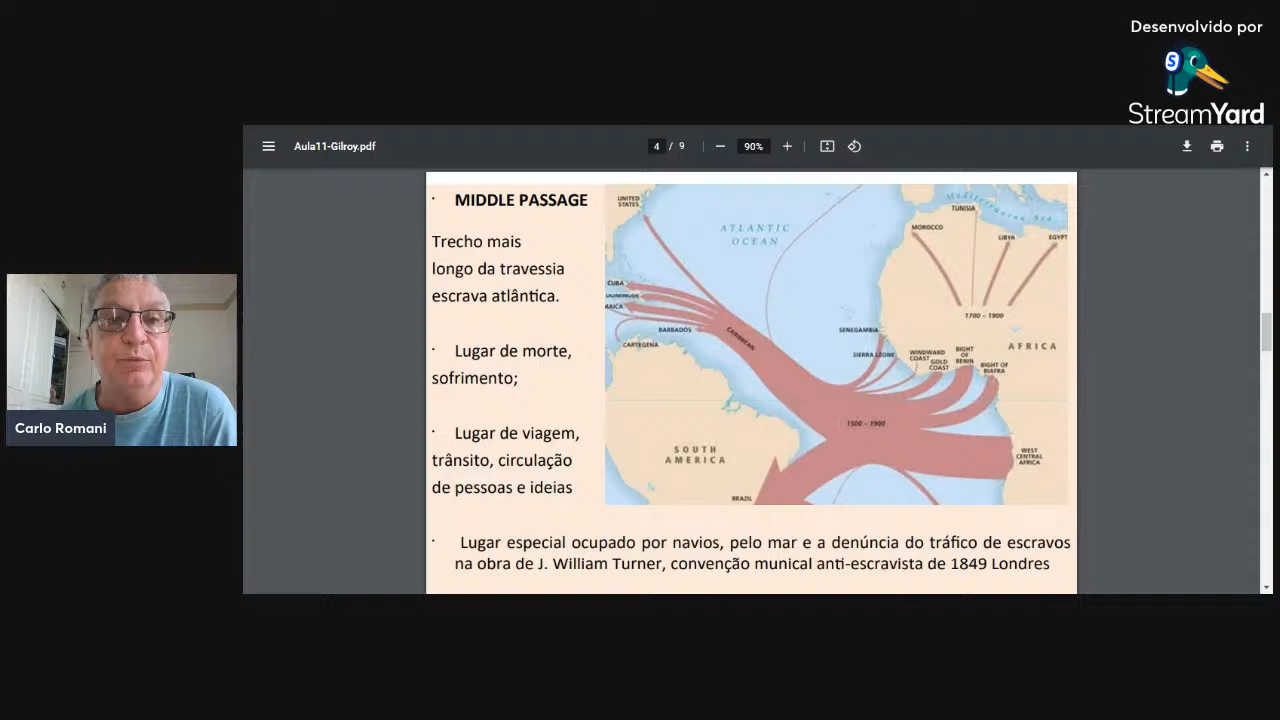 Desenvolvido por
StreamYard
Aula11-Gilroy.pdf
4 / 9
90%
· MIDDLE PASSAGE
Trecho mais
longo da travessia
escrava atlântica.
· Lugar de morte,
sofrimento;
· Lugar de viagem,
trânsito, circulação
de pessoas e ideias
UNITED
STATES
ATLANTIC
OCEAN
Mediterranean Sea
TUNISIA
MOROCCO
LIBYA
EGYPT
CUBA
DOMINGUE
MAICA
BARBADOS
CARIBBEAN
CARTEGENA
1700 – 1900
SENEGAMBIA
AFRICA
SIERRA LEONE
WINDWARD
COAST
GOLD
COAST
BIGHT
OF
BENIN
BIGHT OF
BIAFRA
1500 – 1900
SOUTH
AMERICA
WEST
CENTRAL
AFRICA
BRAZIL
· Lugar especial ocupado por navios, pelo mar e a denúncia do tráfico de escravos
na obra de J. William Turner, convenção munical anti-escravista de 1849 Londres
Carlo Romani